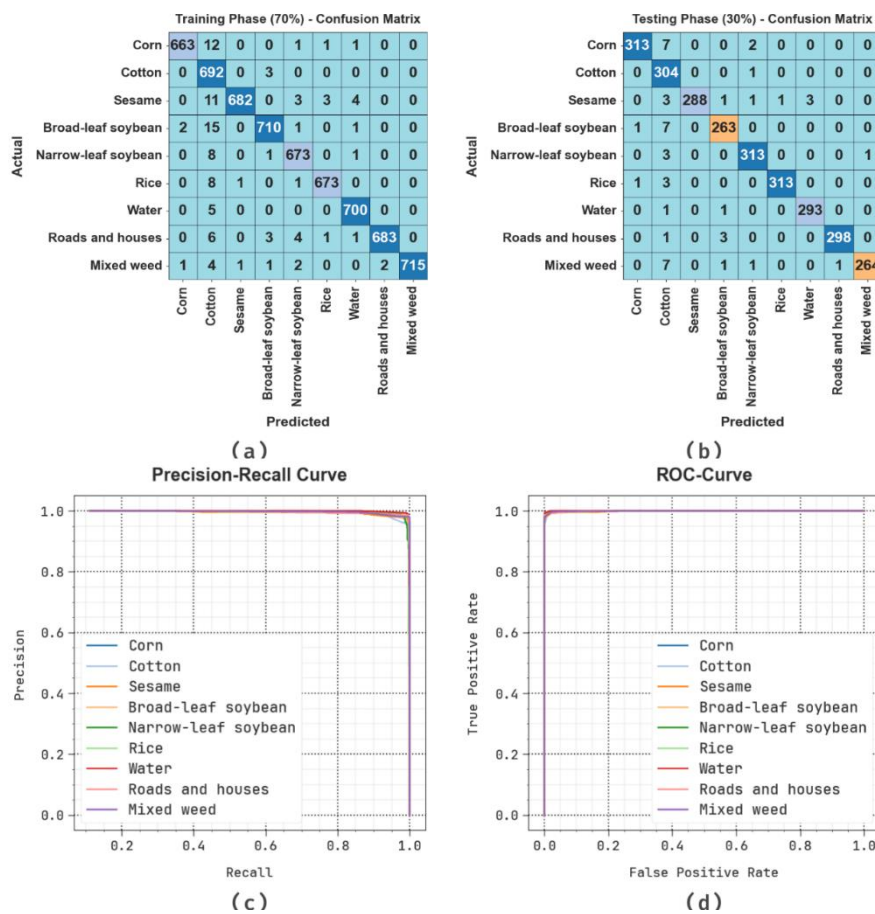 Training Phase (70%) - Confusion Matrix
Actual
Corn 663 12 0 0 1 1 1 0 0
Cotton 0 692 0 3 0 0 0 0 0
Sesame 0 11 682 0 3 3 4 0 0
Broad-leaf soybean 2 15 0 710 1 0 1 0 0
Narrow-leaf soybean 0 8 0 1 673 0 1 0 0
Rice 0 8 1 0 1 673 0 0 0
Water 0 5 0 0 0 0 700 0 0
Roads and houses 0 6 0 3 4 1 1 683 0
Mixed weed 1 4 1 1 2 0 0 2 715
Corn
Cotton
Sesame
Broad-leaf soybean
Narrow-leaf soybean
Rice
Water
Roads and houses
Mixed weed
Predicted
(a)
Testing Phase (30%) - Confusion Matrix
Actual
Corn 313 7 0 0 2 0 0 0 0
Cotton 0 304 0 0 1 0 0 0 0
Sesame 0 3 288 1 1 1 3 0 0
Broad-leaf soybean 1 7 0 263 0 0 0 0 0
Narrow-leaf soybean 0 3 0 0 313 0 0 0 1
Rice 1 3 0 0 0 313 0 0 0
Water 0 1 0 1 0 0 293 0 0
Roads and houses 0 1 0 3 0 0 0 298 0
Mixed weed 0 7 0 1 1 0 0 1 264
Corn
Cotton
Sesame
Broad-leaf soybean
Narrow-leaf soybean
Rice
Water
Roads and houses
Mixed weed
Predicted
(b)
Precision-Recall Curve
Precision
1.0
0.8
0.6
0.4
0.2
0.0
Corn
Cotton
Sesame
Broad-leaf soybean
Narrow-leaf soybean
Rice
Water
Roads and houses
Mixed weed
0.2 0.4 0.6 0.8 1.0
Recall
(c)
ROC-Curve
True Positive Rate
1.0
0.8
0.6
0.4
0.2
0.0
Corn
Cotton
Sesame
Broad-leaf soybean
Narrow-leaf soybean
Rice
Water
Roads and houses
Mixed weed
0.0 0.2 0.4 0.6 0.8 1.0
False Positive Rate
(d)